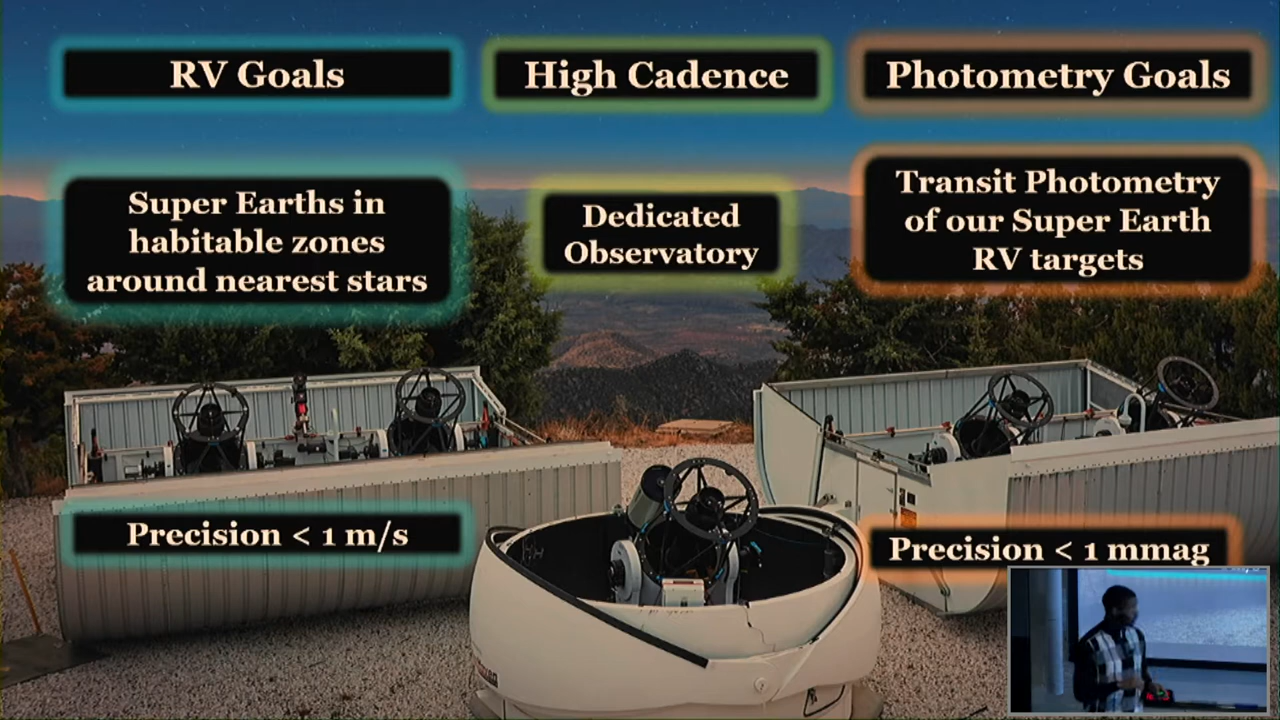 RV Goals
High Cadence
Photometry Goals
Super Earths in
habitable zones
around nearest stars
Dedicated
Observatory
Transit Photometry
of our Super Earth
RV targets
Precision < 1 m/s
Precision < 1 mmag